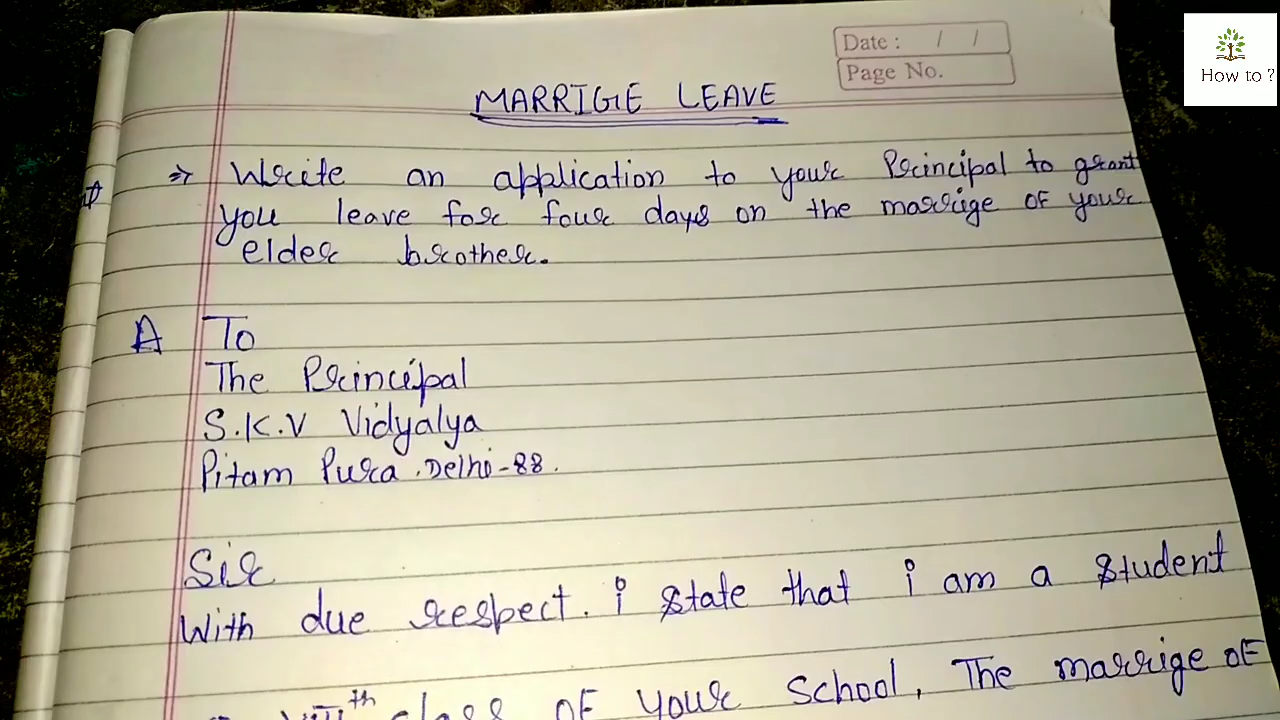 Date : / /
Page No.
How to ?
MARRIGE LEAVE
⇒ Write an application to your Principal to grant
you leave for four days on the marrige of your
elder brother.
A To
The Principal
S.K.V Vidyalya
Pitam Pura . Delhi-88.
Sir
With due respect. i state that i am a student
VIIth class of your school, The marrige of